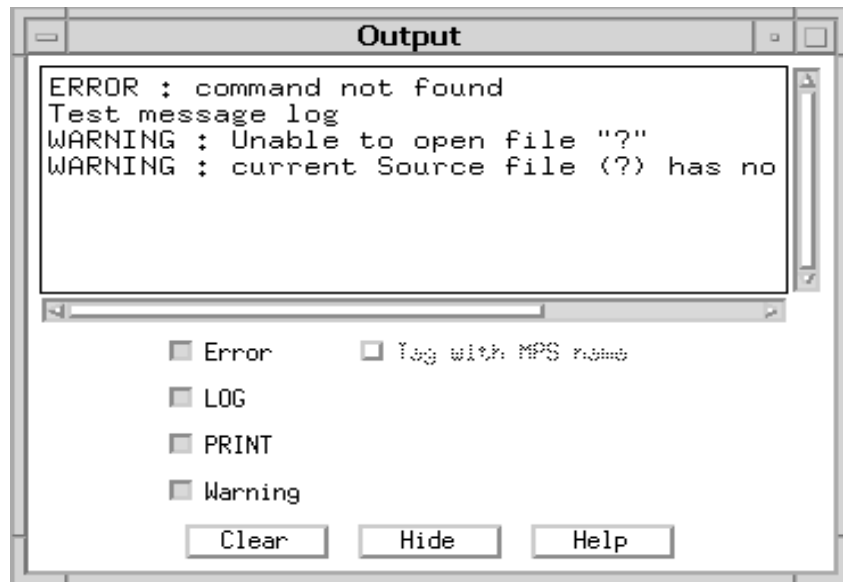 Output
ERROR : command not found
Test message log
WARNING : Unable to open file "?"
WARNING : current Source file (?) has no
Error
Tag with MPS name
LOG
PRINT
Warning
Clear
Hide
Help